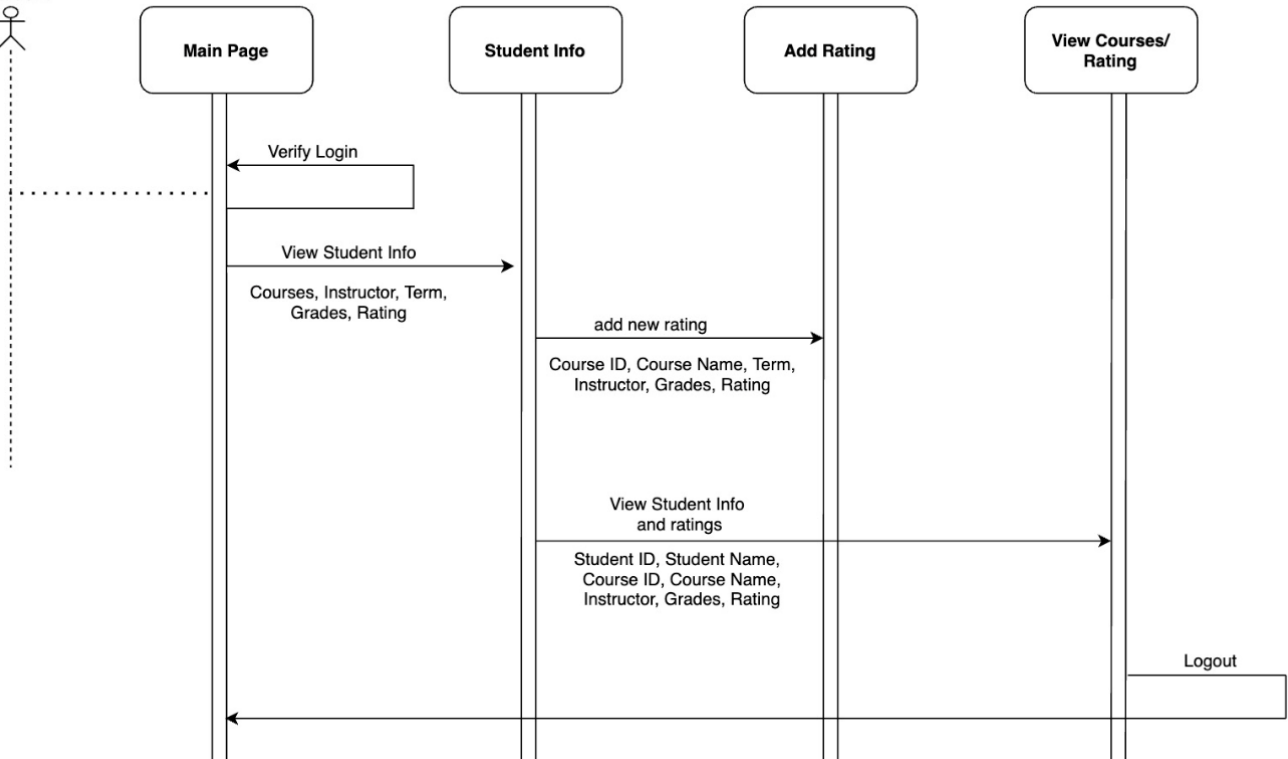 Main Page
Student Info
Add Rating
View Courses/
Rating
Verify Login
View Student Info
Courses, Instructor, Term,
Grades, Rating
add new rating
Course ID, Course Name, Term,
Instructor, Grades, Rating
View Student Info
and ratings
Student ID, Student Name,
Course ID, Course Name,
Instructor, Grades, Rating
Logout